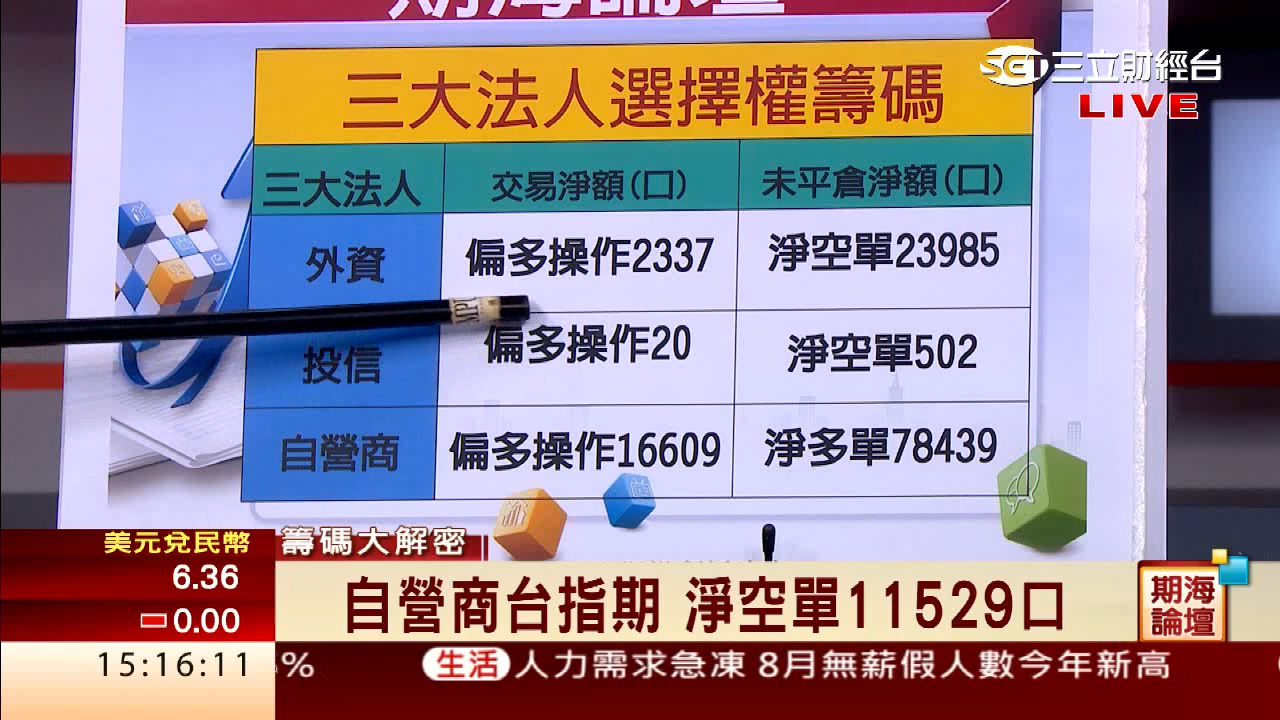 期海論壇
SET三立財經台
LIVE
三大法人選擇權籌碼
三大法人 交易淨額(口) 未平倉淨額(口)
外資 偏多操作2337 淨空單23985
投信 偏多操作20 淨空單502
自營商 偏多操作16609 淨多單78439
美元兌民幣
6.36
0.00
籌碼大解密
自營商台指期 淨空單11529口
期海論壇
15:16:11
% 生活 人力需求急凍 8月無薪假人數今年新高